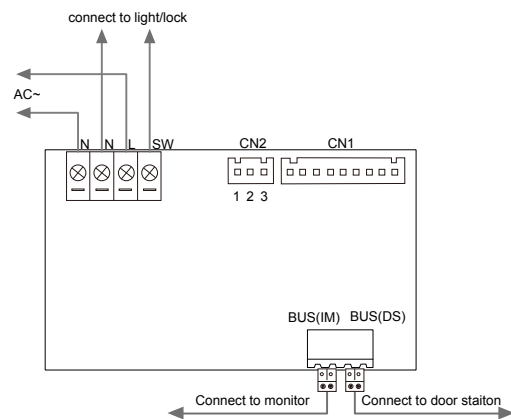 connect to light/lock
AC~
N N L SW
CN2 CN1
1 2 3
BUS(IM) BUS(DS)
Connect to monitor Connect to door staiton